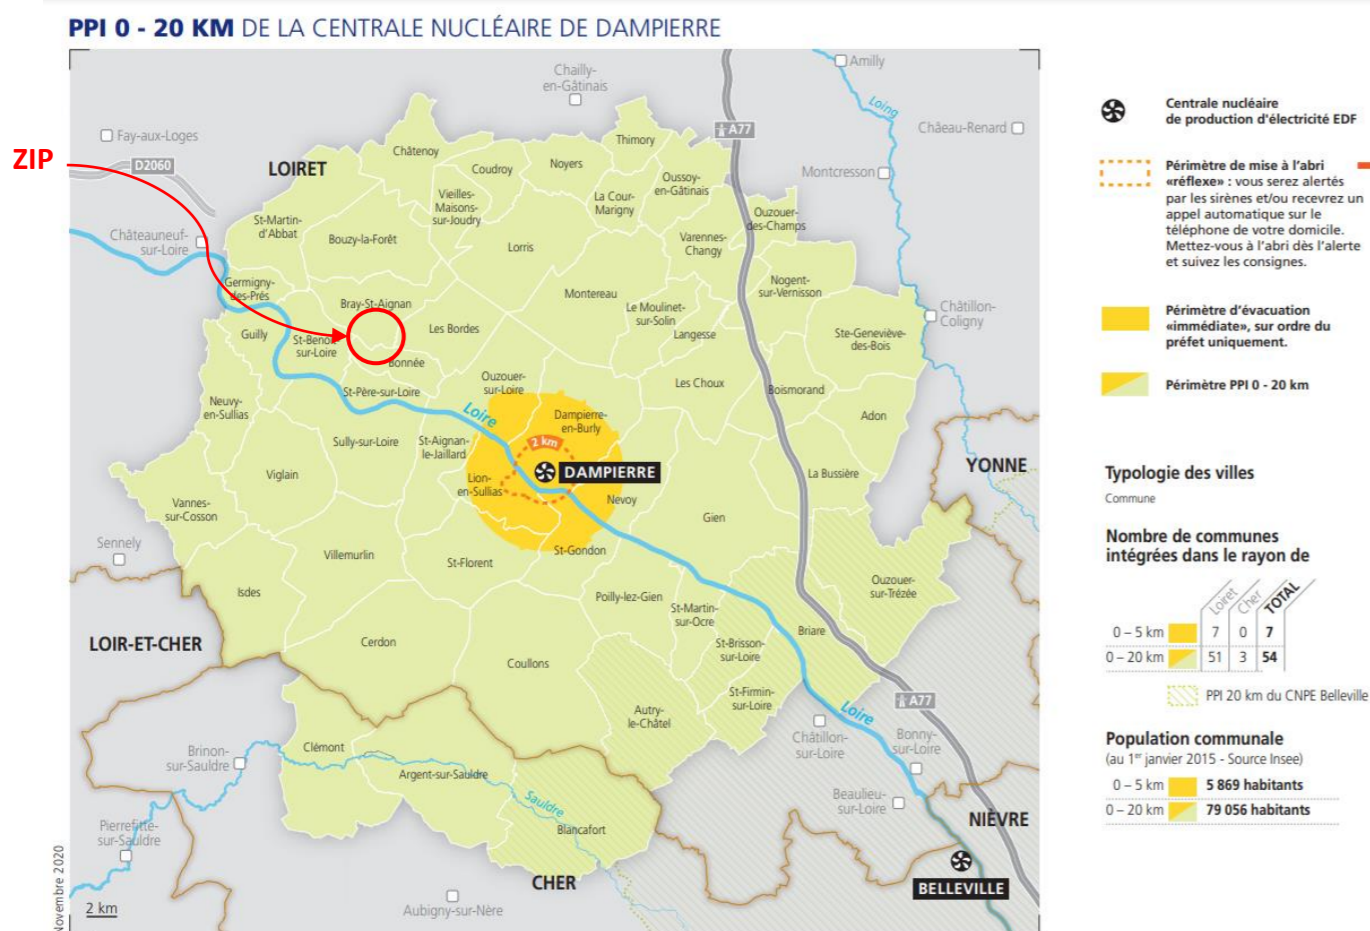 PPI 0 - 20 KM DE LA CENTRALE NUCLÉAIRE DE DAMPIERRE
Amilly
Chailly-
en-Gâtinais
Loing
Fay-aux-Loges
A77
Châeau-Renard
Thimory
Châtenoy
ZIP
D2060
LOIRET
Coudroy
Noyers
Montcresson
Oussoy-
en-Gâtinais
Vieilles-
Maisons-
sur-Joudry
La Cour-
Marigny
St-Martin-
d'Abbat
Ouzouer-
des-Champs
Châteauneuf-
sur-Loire
Bouzy-la-Forêt
Lorris
Varennes-
Changy
Germigny-
des-Prés
Nogent-
sur-Vernisson
Montereau
Bray-St-Aignan
Le Moulinet-
sur-Solin
Châtillon-
Coligny
Guilly
St-Benoît-
sur-Loire
Les Bordes
Langesse
Ste-Geneviève-
des-Bois
Bonnée
Ouzouer-
sur-Loire
Les Choux
Boismorand
St-Père-sur-Loire
Neuvy-
en-Sullias
Loire
Dampierre-
en-Burly
Adon
Sully-sur-Loire
St-Aignan-
le-Jaillard
2 km
YONNE
Viglain
DAMPIERRE
La Bussière
Lion-
en-Sullias
Nevoy
Vannes-
sur-Cosson
Gien
Sennely
Villemurlin
St-Florent
St-Gondon
Isdes
Ouzouer-
sur-Trézée
Poilly-lez-Gien
St-Martin-
sur-Ocre
LOIR-ET-CHER
Cerdon
Briare
St-Brisson-
sur-Loire
Coullons
St-Firmin-
sur-Loire
A77
Autry-
le-Châtel
Loire
Châtillon-
sur-Loire
Bonny-
sur-Loire
Brinon-
sur-Sauldre
Clémont
Argent-sur-Sauldre
Sauldre
Beaulieu-
sur-Loire
NIÈVRE
Pierrefitte-
sur-Sauldre
Blancafort
CHER
BELLEVILLE
Aubigny-sur-Nère
2 km
Novembre 2020
Centrale nucléaire
de production d'électricité EDF
Périmètre de mise à l'abri
«réflexe» : vous serez alertés
par les sirènes et/ou recevrez un
appel automatique sur le
téléphone de votre domicile.
Mettez-vous à l'abri dès l'alerte
et suivez les consignes.
Périmètre d'évacuation
«immédiate», sur ordre du
préfet uniquement.
Périmètre PPI 0 - 20 km
Typologie des villes
Commune
Nombre de communes
intégrées dans le rayon de
Loiret Cher TOTAL
0 – 5 km 7 0 7
0 – 20 km 51 3 54
PPI 20 km du CNPE Belleville
Population communale
(au 1er janvier 2015 - Source Insee)
0 – 5 km 5 869 habitants
0 – 20 km 79 056 habitants